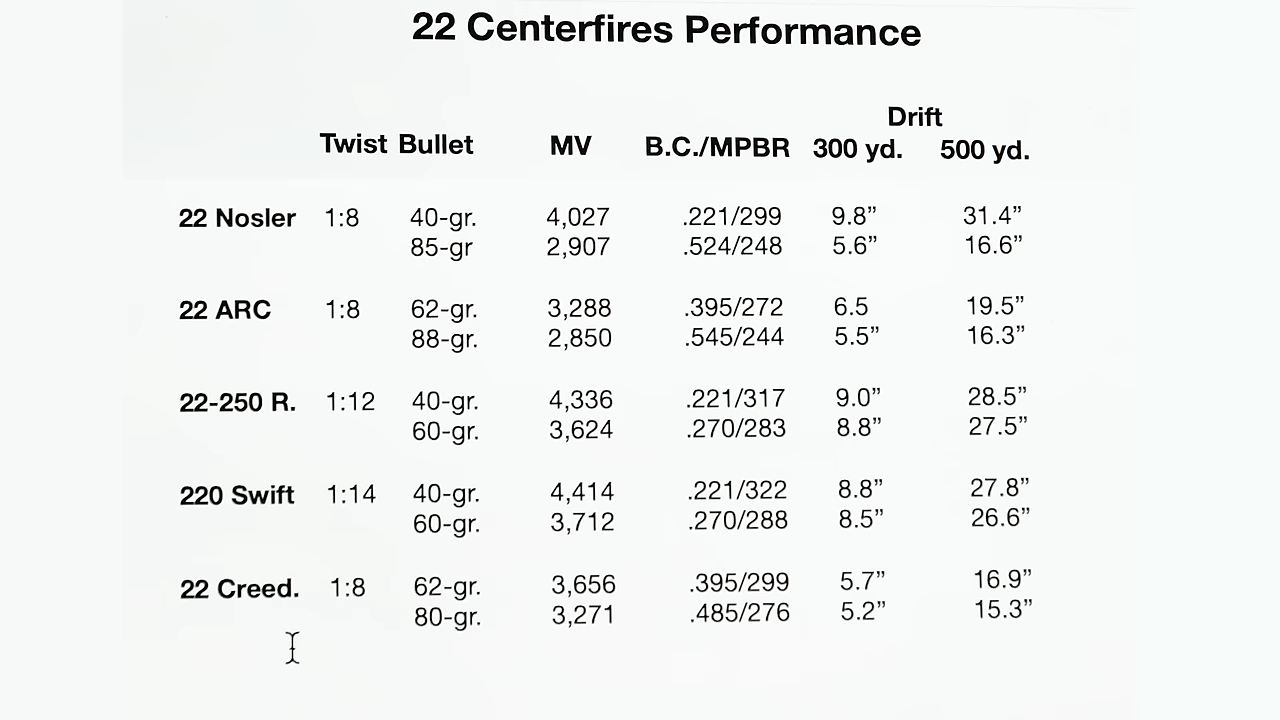 22 Centerfires Performance
Drift
Twist Bullet MV B.C./MPBR 300 yd. 500 yd.
22 Nosler 1:8 40-gr. 4,027 .221/299 9.8” 31.4”
85-gr 2,907 .524/248 5.6” 16.6”
22 ARC 1:8 62-gr. 3,288 .395/272 6.5 19.5”
88-gr. 2,850 .545/244 5.5” 16.3”
22-250 R. 1:12 40-gr. 4,336 .221/317 9.0” 28.5”
60-gr. 3,624 .270/283 8.8” 27.5”
220 Swift 1:14 40-gr. 4,414 .221/322 8.8” 27.8”
60-gr. 3,712 .270/288 8.5” 26.6”
22 Creed. 1:8 62-gr. 3,656 .395/299 5.7” 16.9”
80-gr. 3,271 .485/276 5.2” 15.3”